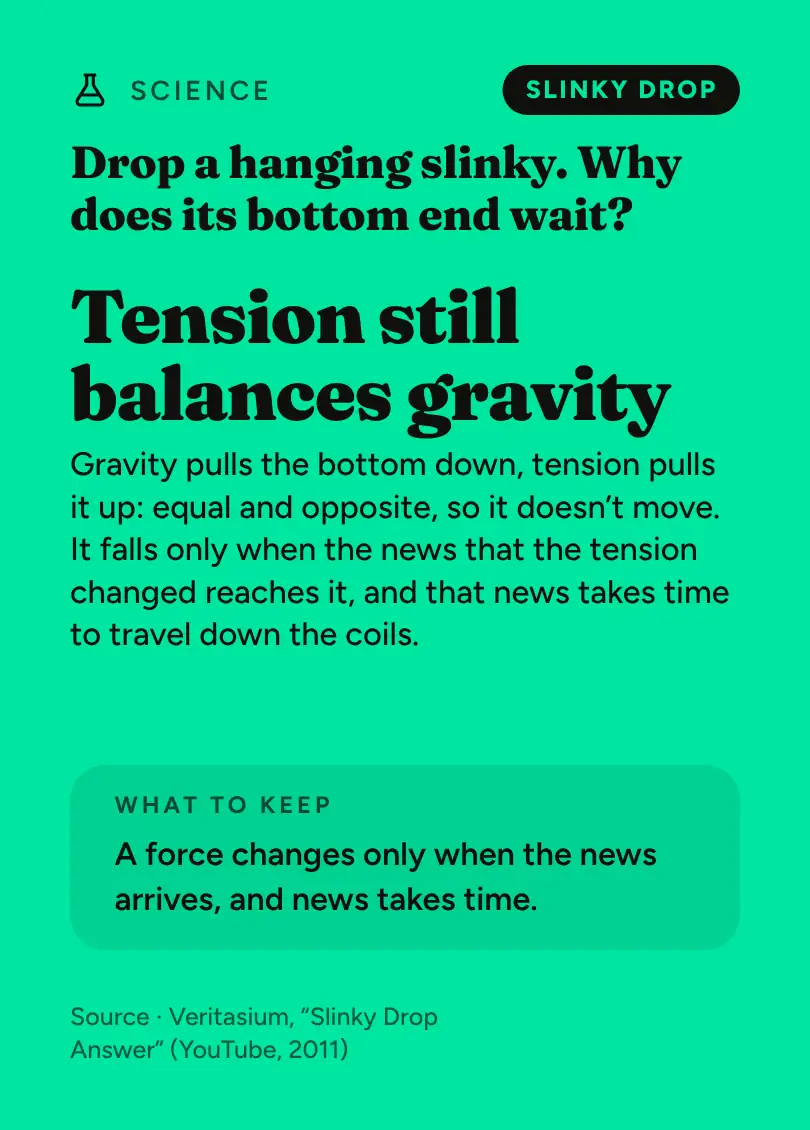 SCIENCE
SLINKY DROP
Drop a hanging slinky. Why
does its bottom end wait?
Tension still
balances gravity
Gravity pulls the bottom down, tension pulls
it up: equal and opposite, so it doesn’t move.
It falls only when the news that the tension
changed reaches it, and that news takes time
to travel down the coils.
WHAT TO KEEP
A force changes only when the news
arrives, and news takes time.
Source · Veritasium, “Slinky Drop
Answer” (YouTube, 2011)